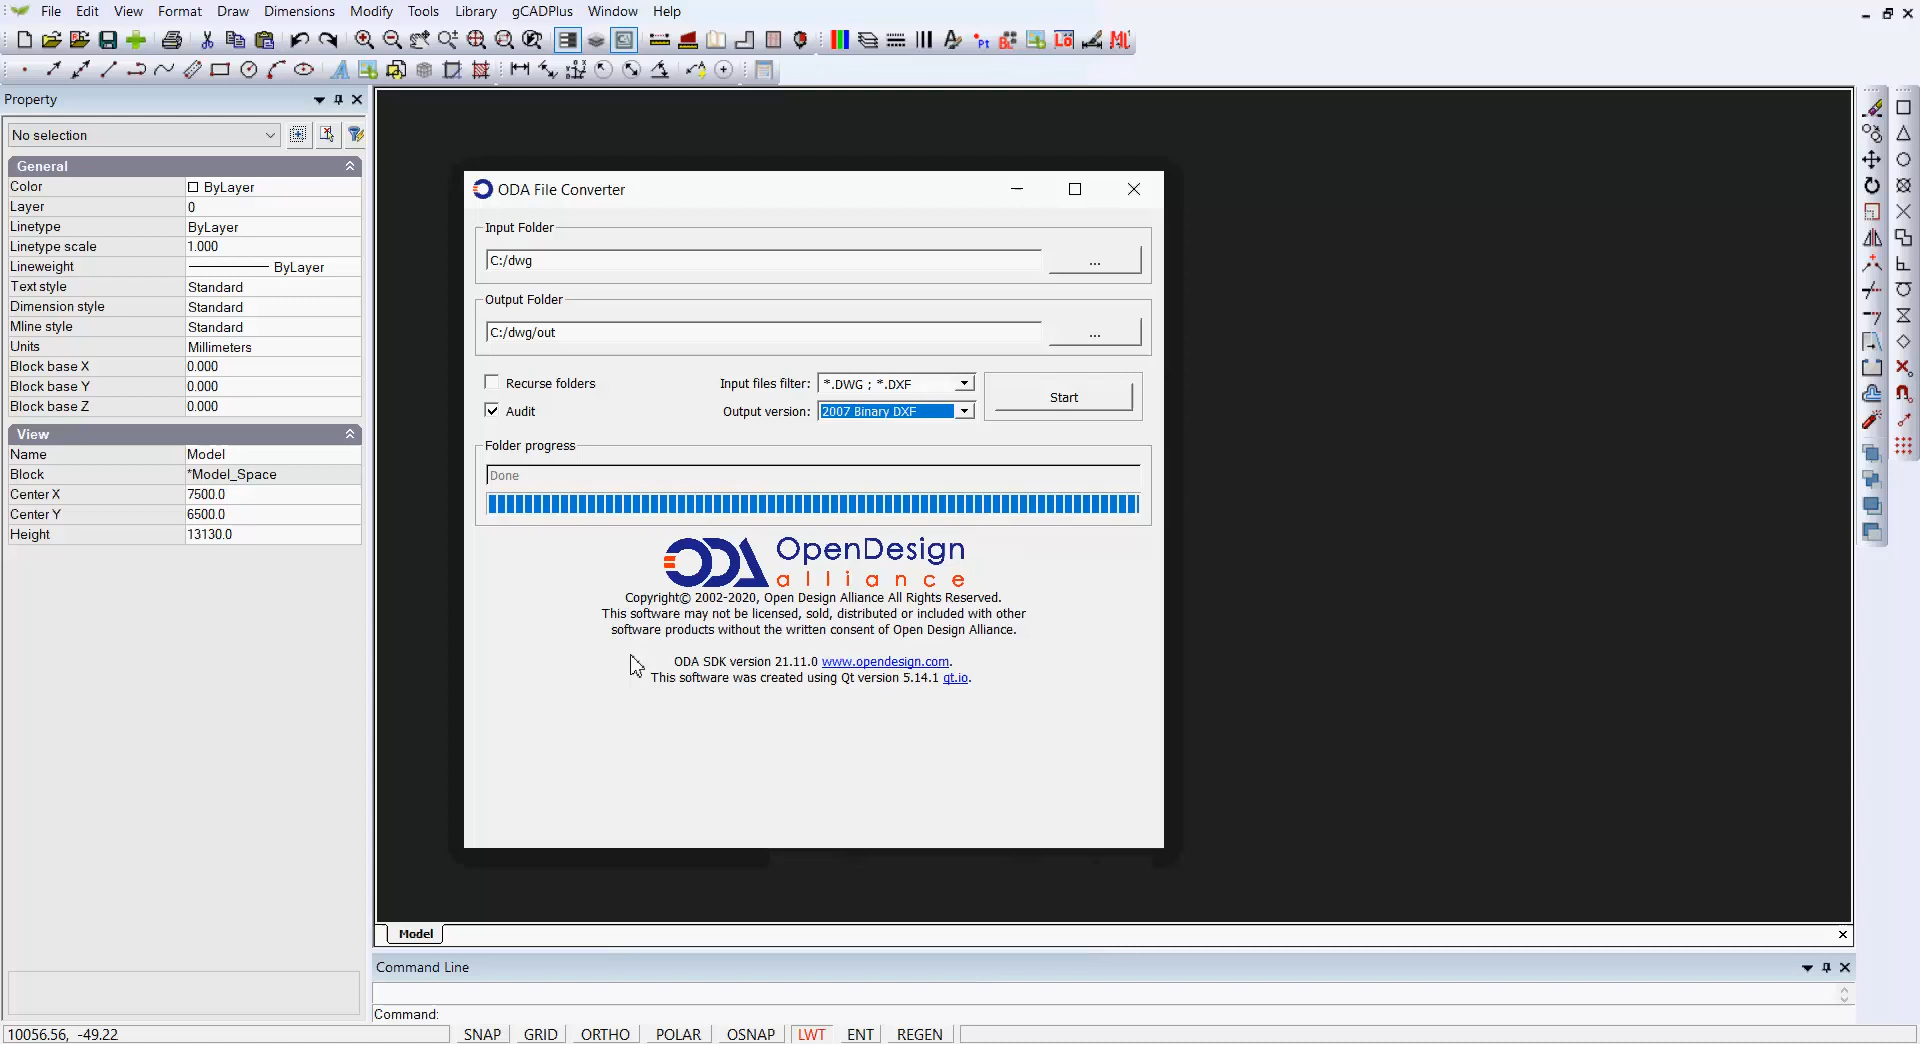 File Edit View Format Draw Dimensions Modify Tools Library gCADPlus Window Help
Property
No selection
General
Color ByLayer
Layer 0
Linetype ByLayer
Linetype scale 1.000
Lineweight ByLayer
Text style Standard
Dimension style Standard
Mline style Standard
Units Millimeters
Block base X 0.000
Block base Y 0.000
Block base Z 0.000
View
Name Model
Block *Model_Space
Center X 7500.0
Center Y 6500.0
Height 13130.0
ODA File Converter
Input Folder
C:/dwg
...
Output Folder
C:/dwg/out
...
Recurse folders
Input files filter: *.DWG ; *.DXF
Start
Audit
Output version: 2007 Binary DXF
Folder progress
Done
ODA OpenDesign
alliance
Copyright© 2002-2020, Open Design Alliance All Rights Reserved.
This software may not be licensed, sold, distributed or included with other
software products without the written consent of Open Design Alliance.
ODA SDK version 21.11.0 www.opendesign.com.
This software was created using Qt version 5.14.1 qt.io.
Model
Command Line
Command:
10056.56, -49.22
SNAP GRID ORTHO POLAR OSNAP LWT ENT REGEN